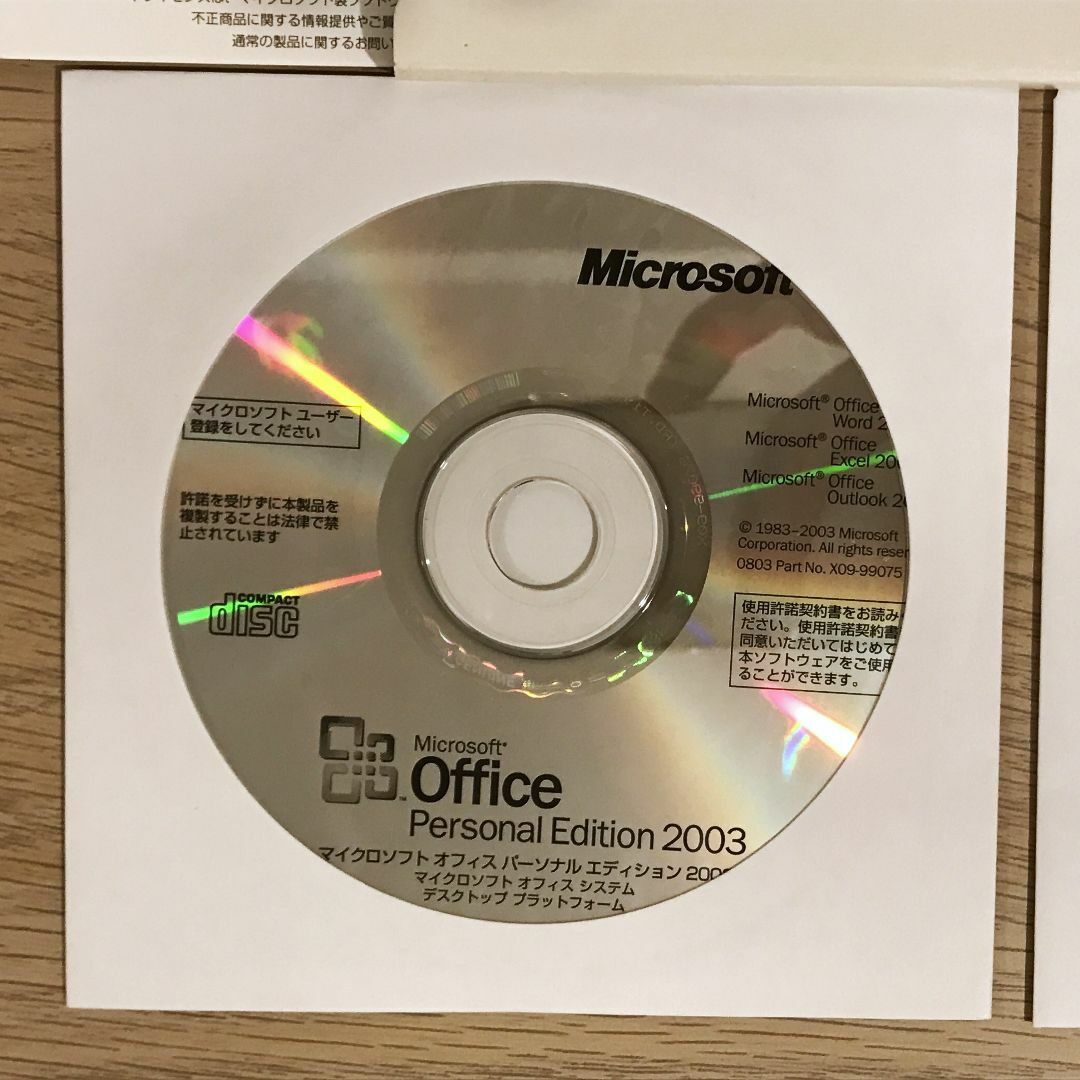 不正商品に関する情報提供やご質
通常の製品に関するお問い
Microsoft
マイクロソフト ユーザー
登録をしてください
許諾を受けずに本製品を
複製することは法律で禁
止されています
COMPACT
disc
Microsoft® Office
Word 2
Microsoft® Office
Excel 200
Microsoft® Office
Outlook 20
© 1983–2003 Microsoft
Corporation. All rights reser
0803 Part No. X09-99075
使用許諾契約書をお読み
ださい。使用許諾契約書
同意いただいてはじめて
本ソフトウェアをご使用
ることができます。
Microsoft®
Office
Personal Edition 2003
マイクロソフト オフィス パーソナル エディション 200
マイクロソフト オフィス システム
デスクトップ プラットフォーム